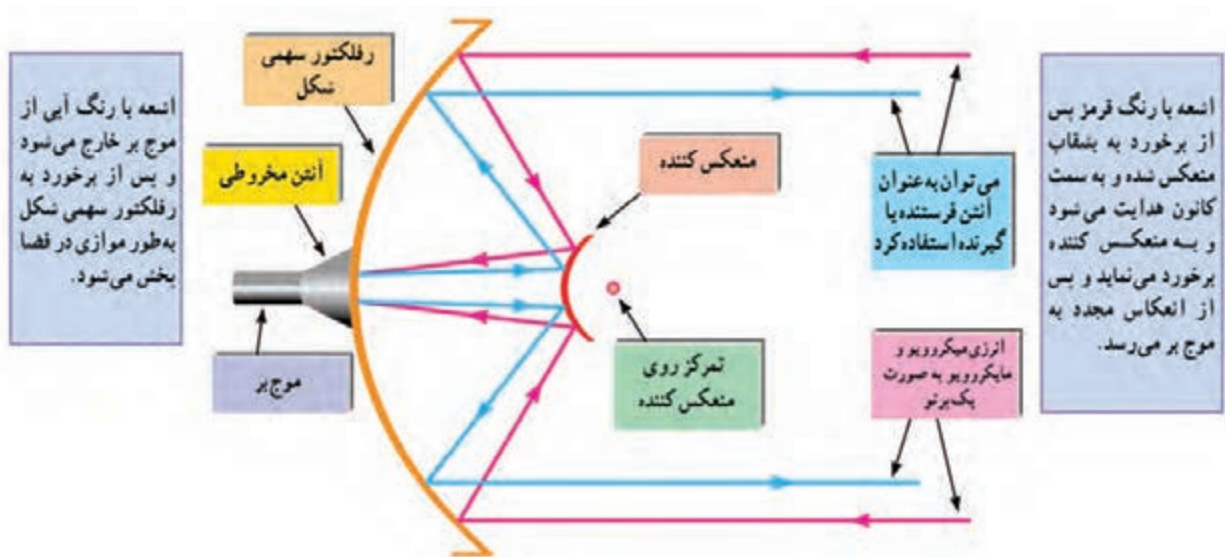 اشعه با رنگ قرمز پس
از برخورد به بشقاب
منعکس شده و به سمت
کانون هدایت می‌شود
و به منعکس کننده
برخورد می‌نماید و پس
از انعکاس مجدد به
موج بر می‌رسد.
می‌توان به عنوان
آنتن فرستنده یا
گیرنده استفاده کرد
انرژی میکروویو و
مایکروویو به صورت
یک پرتو
منعکس کننده
تمرکز روی
منعکس کننده
رفلکتور سهمی
شکل
آنتن مخروطی
موج بر
اشعه با رنگ آبی از
موج بر خارج می‌شود
و پس از برخورد به
رفلکتور سهمی شکل
به‌طور موازی در فضا
پخش می‌شود.